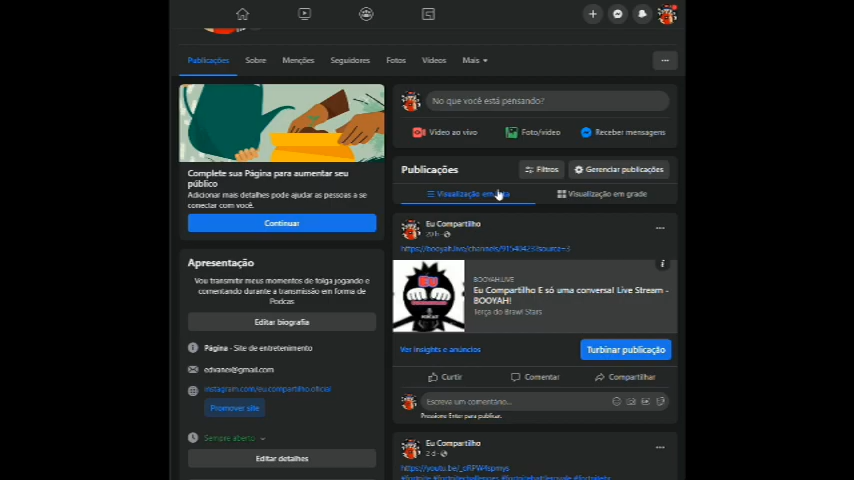 Publicações Sobre Menções Seguidores Fotos Vídeos Mais
No que você está pensando?
Vídeo ao vivo Foto/vídeo Receber mensagens
Complete sua Página para aumentar seu
público
Adicionar mais detalhes pode ajudar as pessoas a se
conectar com você.
Continuar
Apresentação
Vou transmitir meus momentos de folga jogando e
comentando durante a transmissão em forma de
Podcas
Editar biografia
Página · Site de entretenimento
instagram.com/eu.compartilho.oficial
Promover site
Sempre aberto
Editar detalhes
Publicações Filtros Gerenciar publicações
Visualização em Visualização em grade
Eu Compartilho
20 h
BOOYAH.LIVE
Eu Compartilho E só uma conversa! Live Stream -
BOOYAH!
Terça do Brawl Stars
Ver insights e anúncios Turbinar publicação
Curtir Comentar Compartilhar
Escreva um comentário...
Pressione Enter para publicar.
Eu Compartilho
2 d